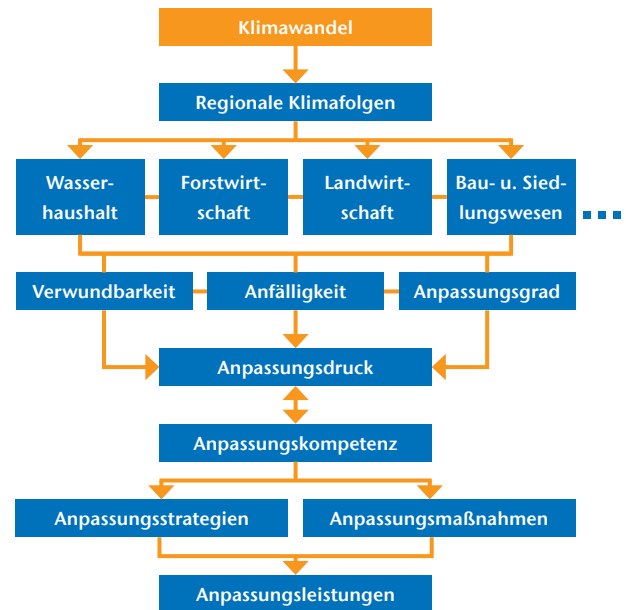 Klimawandel
Regionale Klimafolgen
Wasser-
haushalt
Forstwirt-
schaft
Landwirt-
schaft
Bau- u. Sied-
lungswesen
Verwundbarkeit
Anfälligkeit
Anpassungsgrad
Anpassungsdruck
Anpassungskompetenz
Anpassungsstrategien
Anpassungsmaßnahmen
Anpassungsleistungen